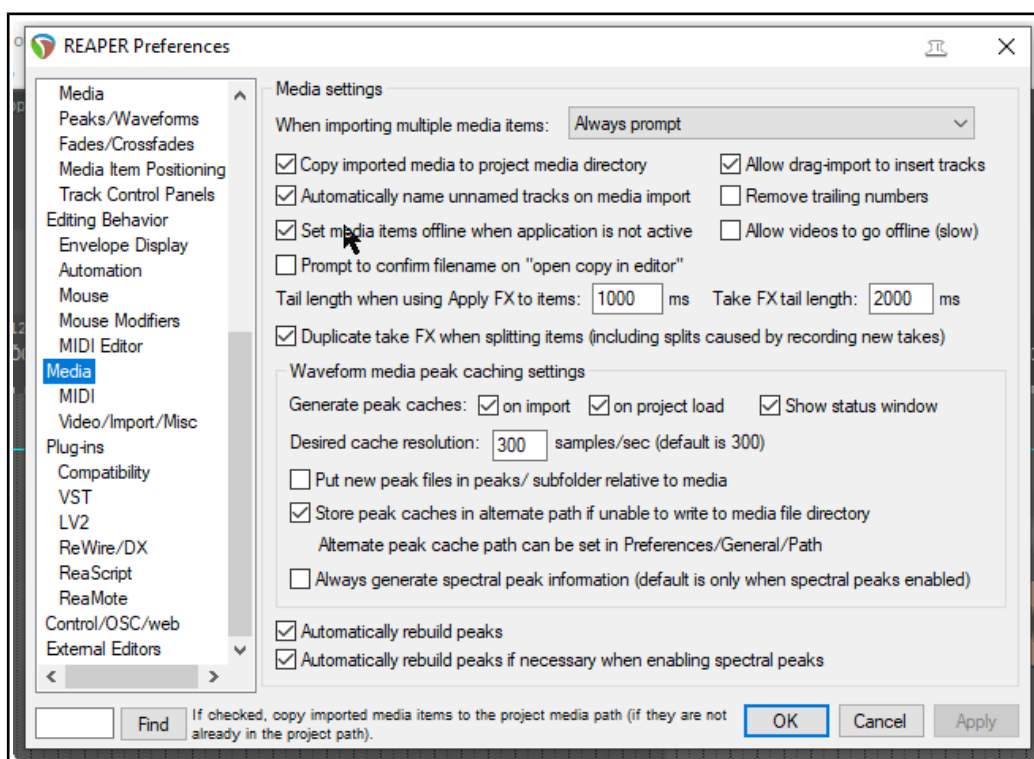 REAPER Preferences
Media
Peaks/Waveforms
Fades/Crossfades
Media Item Positioning
Track Control Panels
Editing Behavior
Envelope Display
Automation
Mouse
Mouse Modifiers
MIDI Editor
Media
MIDI
Video/Import/Misc
Plug-ins
Compatibility
VST
LV2
ReWire/DX
ReaScript
ReaMote
Control/OSC/web
External Editors
Find
Media settings
When importing multiple media items: Always prompt
Copy imported media to project media directory Allow drag-import to insert tracks
Automatically name unnamed tracks on media import Remove trailing numbers
Set media items offline when application is not active Allow videos to go offline (slow)
Prompt to confirm filename on "open copy in editor"
Tail length when using Apply FX to items: 1000 ms Take FX tail length: 2000 ms
Duplicate take FX when splitting items (including splits caused by recording new takes)
Waveform media peak caching settings
Generate peak caches: on import on project load Show status window
Desired cache resolution: 300 samples/sec (default is 300)
Put new peak files in peaks/ subfolder relative to media
Store peak caches in alternate path if unable to write to media file directory
Alternate peak cache path can be set in Preferences/General/Path
Always generate spectral peak information (default is only when spectral peaks enabled)
Automatically rebuild peaks
Automatically rebuild peaks if necessary when enabling spectral peaks
If checked, copy imported media items to the project media path (if they are not
already in the project path).
OK Cancel Apply